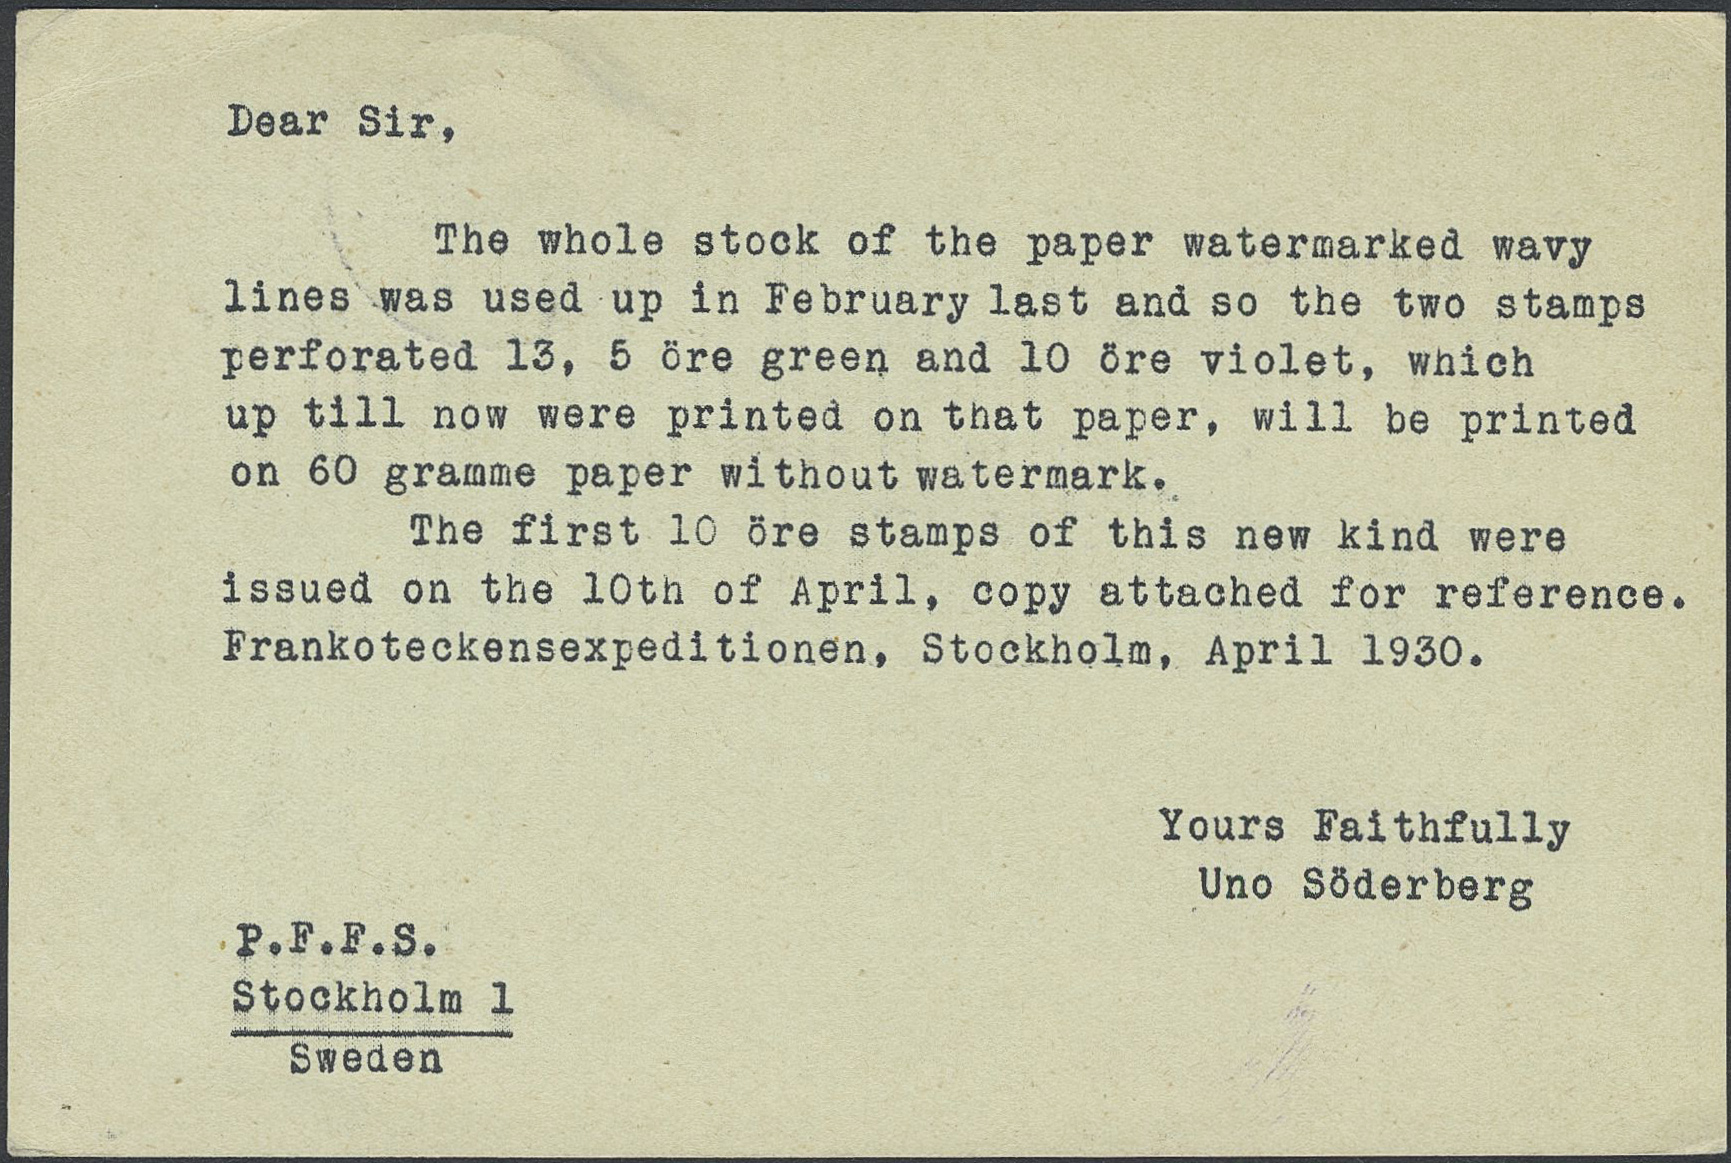 Dear Sir,
The whole stock of the paper watermarked wavy
lines was used up in February last and so the two stamps
perforated 13, 5 öre green and 10 öre violet, which
up till now were printed on that paper, will be printed
on 60 gramme paper without watermark.
The first 10 öre stamps of this new kind were
issued on the 10th of April, copy attached for reference.
Frankoteckensexpeditionen, Stockholm, April 1930.
Yours Faithfully
Uno Söderberg
P.F.F.S.
Stockholm 1
Sweden